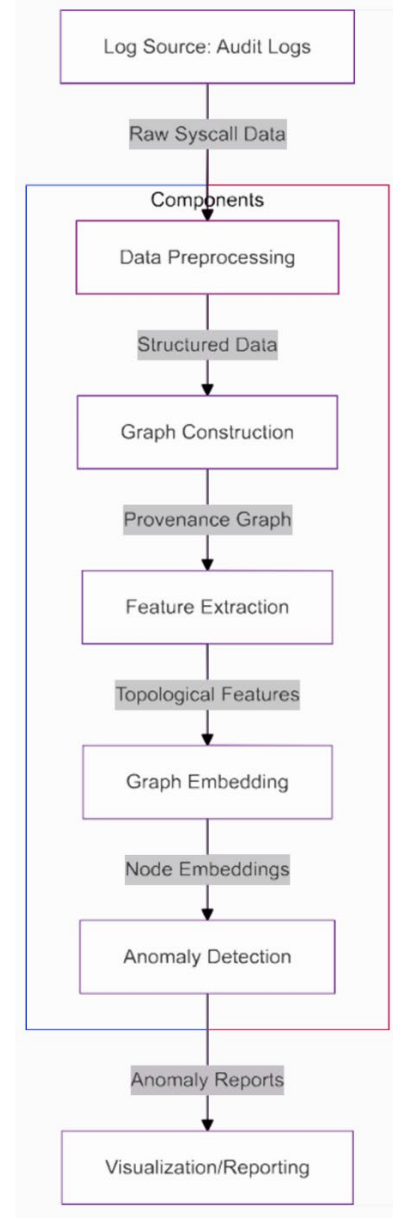 Log Source: Audit Logs
Raw Syscall Data
Components
Data Preprocessing
Structured Data
Graph Construction
Provenance Graph
Feature Extraction
Topological Features
Graph Embedding
Node Embeddings
Anomaly Detection
Anomaly Reports
Visualization/Reporting